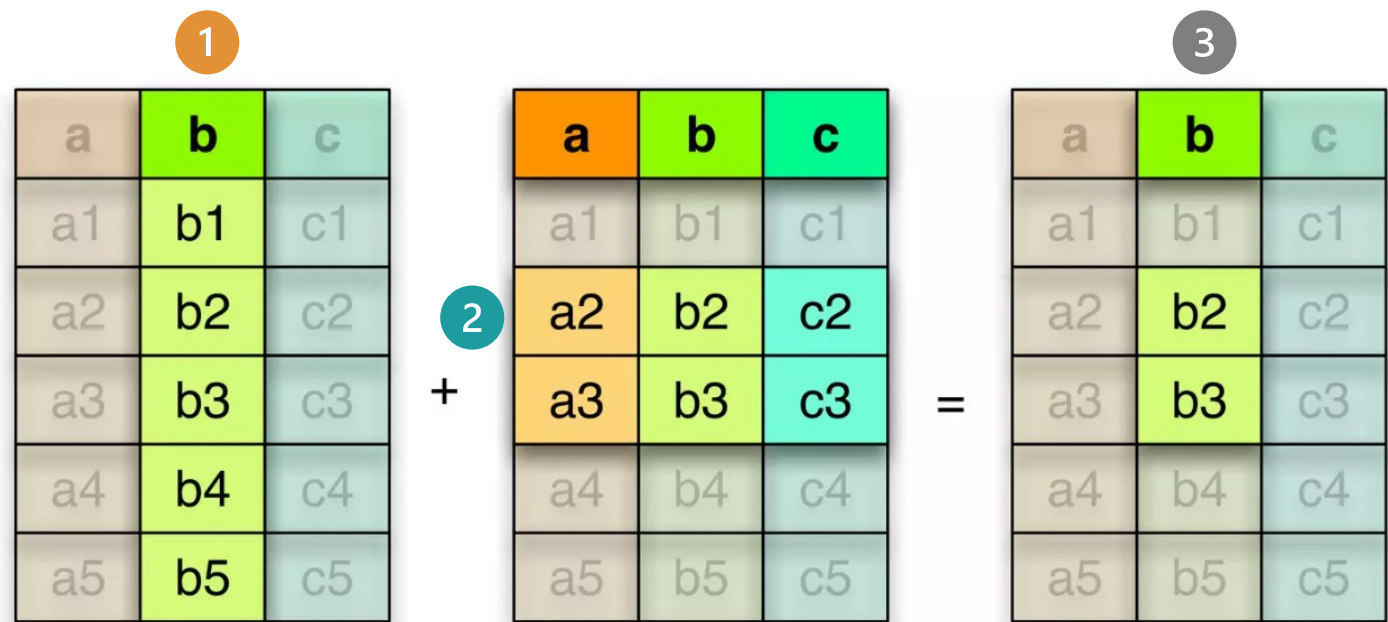 1 3
a b c a b c a b c
a1 b1 c1 a1 b1 c1 a1 b1 c1
a2 b2 c2 2 a2 b2 c2 a2 b2 c2
a3 b3 c3 + a3 b3 c3 = a3 b3 c3
a4 b4 c4 a4 b4 c4 a4 b4 c4
a5 b5 c5 a5 b5 c5 a5 b5 c5